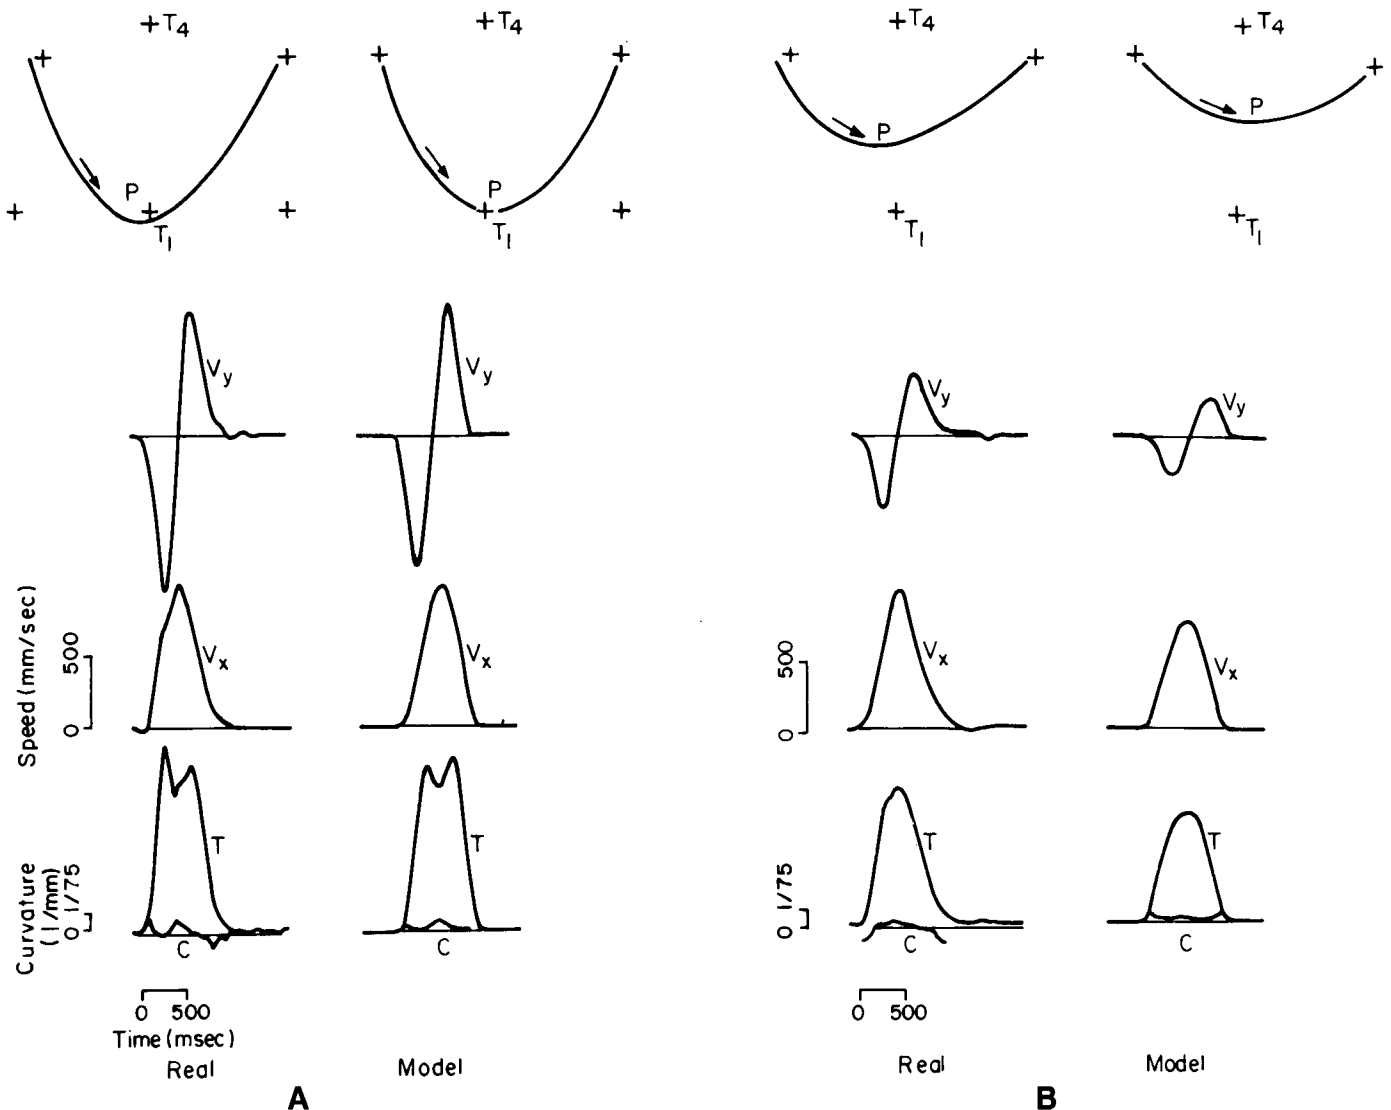 T4
T4
T4
T4
P
P
P
P
T1
T1
T1
T1
Vy
Vy
Vy
Vy
Speed (mm/sec)
0 500
Vx
Vx
0 500
Vx
Vx
Curvature
(1/mm)
0 1/75
T
T
0 1/75
T
T
C
C
C
C
0 500
Time (msec)
0 500
Real
Model
Real
Model
A
B